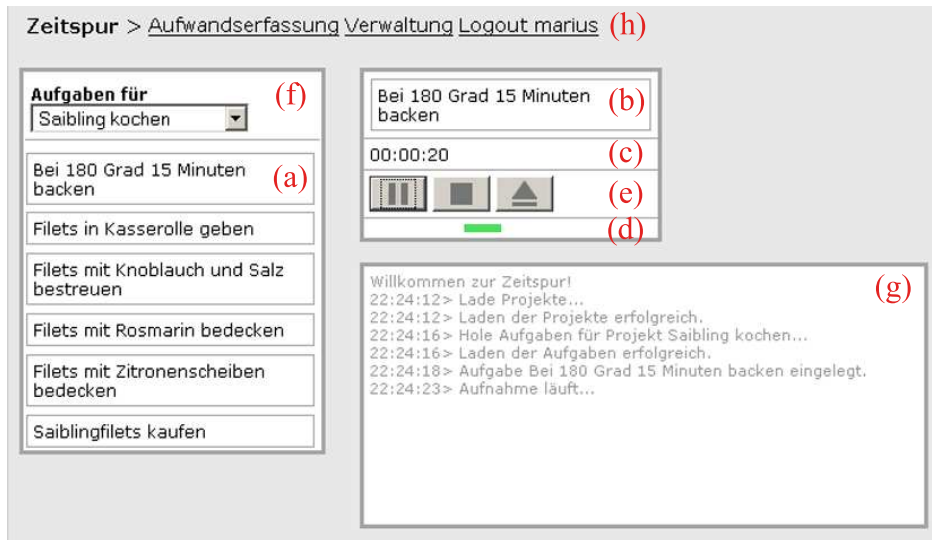 Zeitspur > Aufwandserfassung Verwaltung Logout marius (h)
Aufgaben für (f)
Saibling kochen
Bei 180 Grad 15 Minuten
backen
(a)
Filets in Kasserolle geben
Filets mit Knoblauch und Salz
bestreuen
Filets mit Rosmarin bedecken
Filets mit Zitronenscheiben
bedecken
Saiblingfilets kaufen
Bei 180 Grad 15 Minuten
backen
(b)
00:00:20 (c)
(e)
(d)
Willkommen zur Zeitspur! (g)
22:24:12> Lade Projekte...
22:24:12> Laden der Projekte erfolgreich.
22:24:16> Hole Aufgaben für Projekt Saibling kochen...
22:24:16> Laden der Aufgaben erfolgreich.
22:24:18> Aufgabe Bei 180 Grad 15 Minuten backen eingelegt.
22:24:23> Aufnahme läuft...